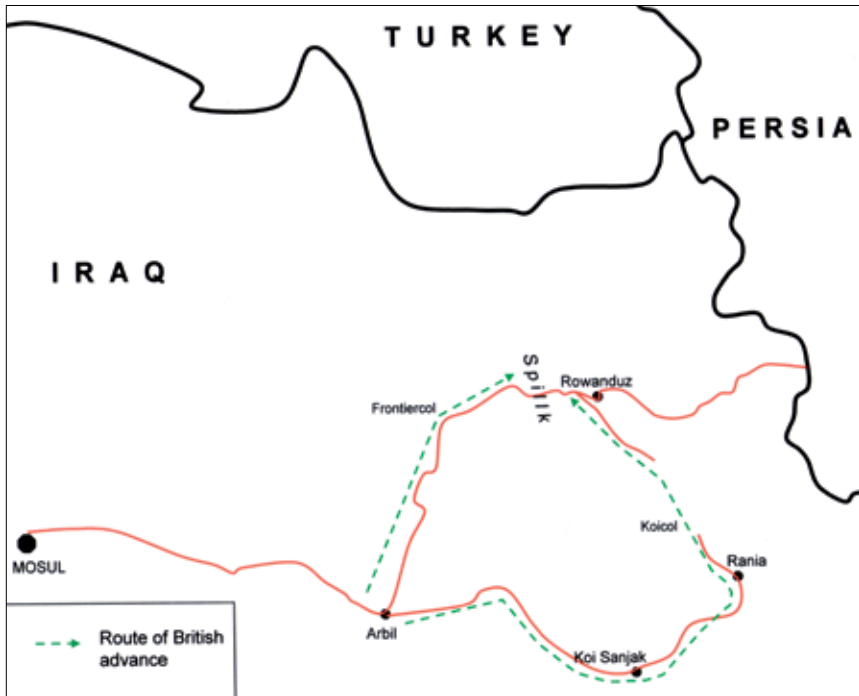 TURKEY
PERSIA
IRAQ
Spilik
Rowanduz
Frontiercol
Koicol
Rania
MOSUL
Arbil
Koi Sanjak
Route of British
advance